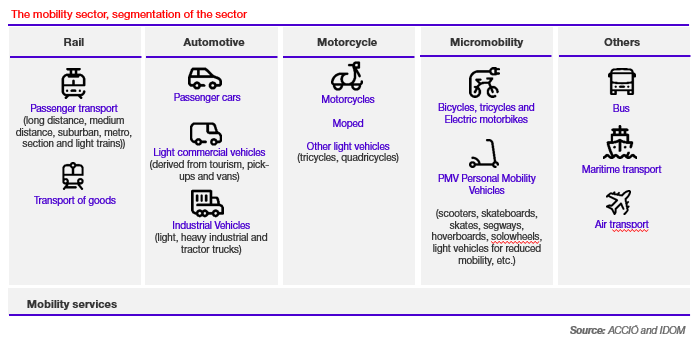 The mobility sector, segmentation of the sector
Rail
Passenger transport
(long distance, medium
distance, suburban, metro,
section and light trains))
Transport of goods
Automotive
Passenger cars
Light commercial vehicles
(derived from tourism, pick-
ups and vans)
Industrial Vehicles
(light, heavy industrial and
tractor trucks)
Motorcycle
Motorcycles
Moped
Other light vehicles
(tricycles, quadricycles)
Micromobility
Bicycles, tricycles and
Electric motorbikes
PMV Personal Mobility
Vehicles
(scooters, skateboards,
skates, segways,
hoverboards, solowheels,
light vehicles for reduced
mobility, etc.)
Others
Bus
Maritime transport
Air transport
Mobility services
Source: ACCIÓ and IDOM